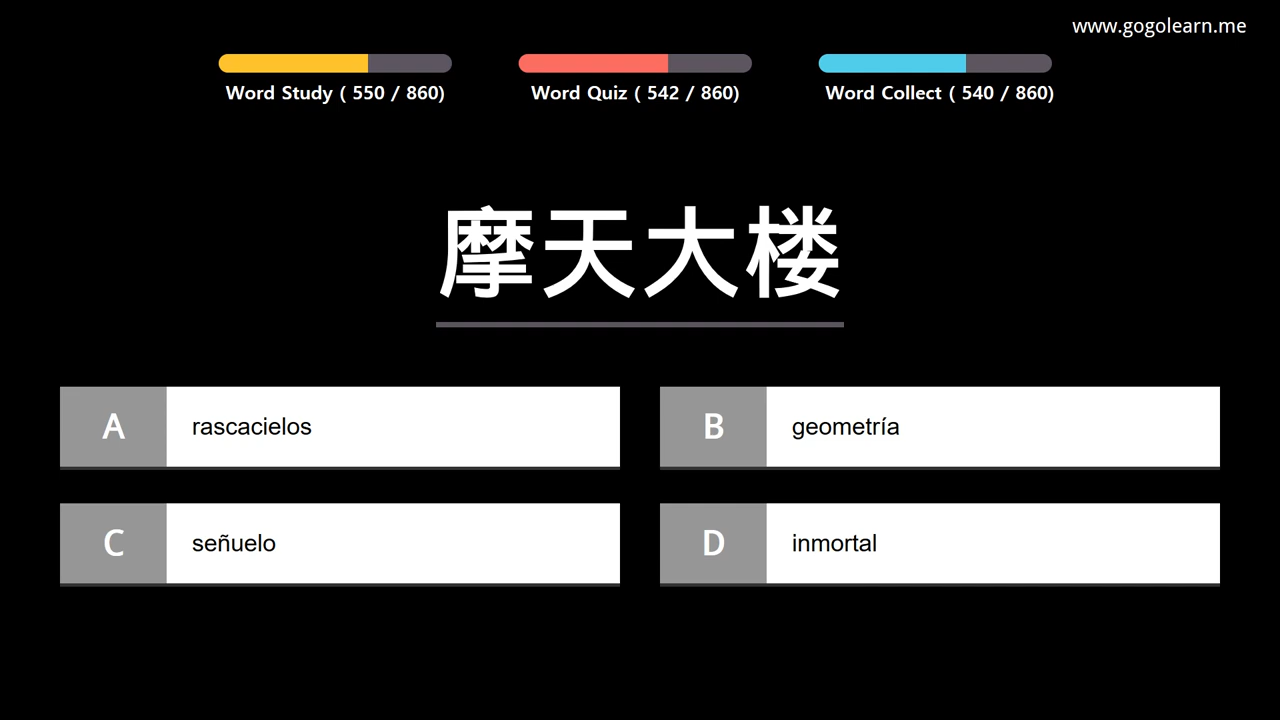 www.gogolearn.me
Word Study ( 550 / 860)
Word Quiz ( 542 / 860)
Word Collect ( 540 / 860)
摩天大楼
A rascacielos
B geometría
C señuelo
D inmortal